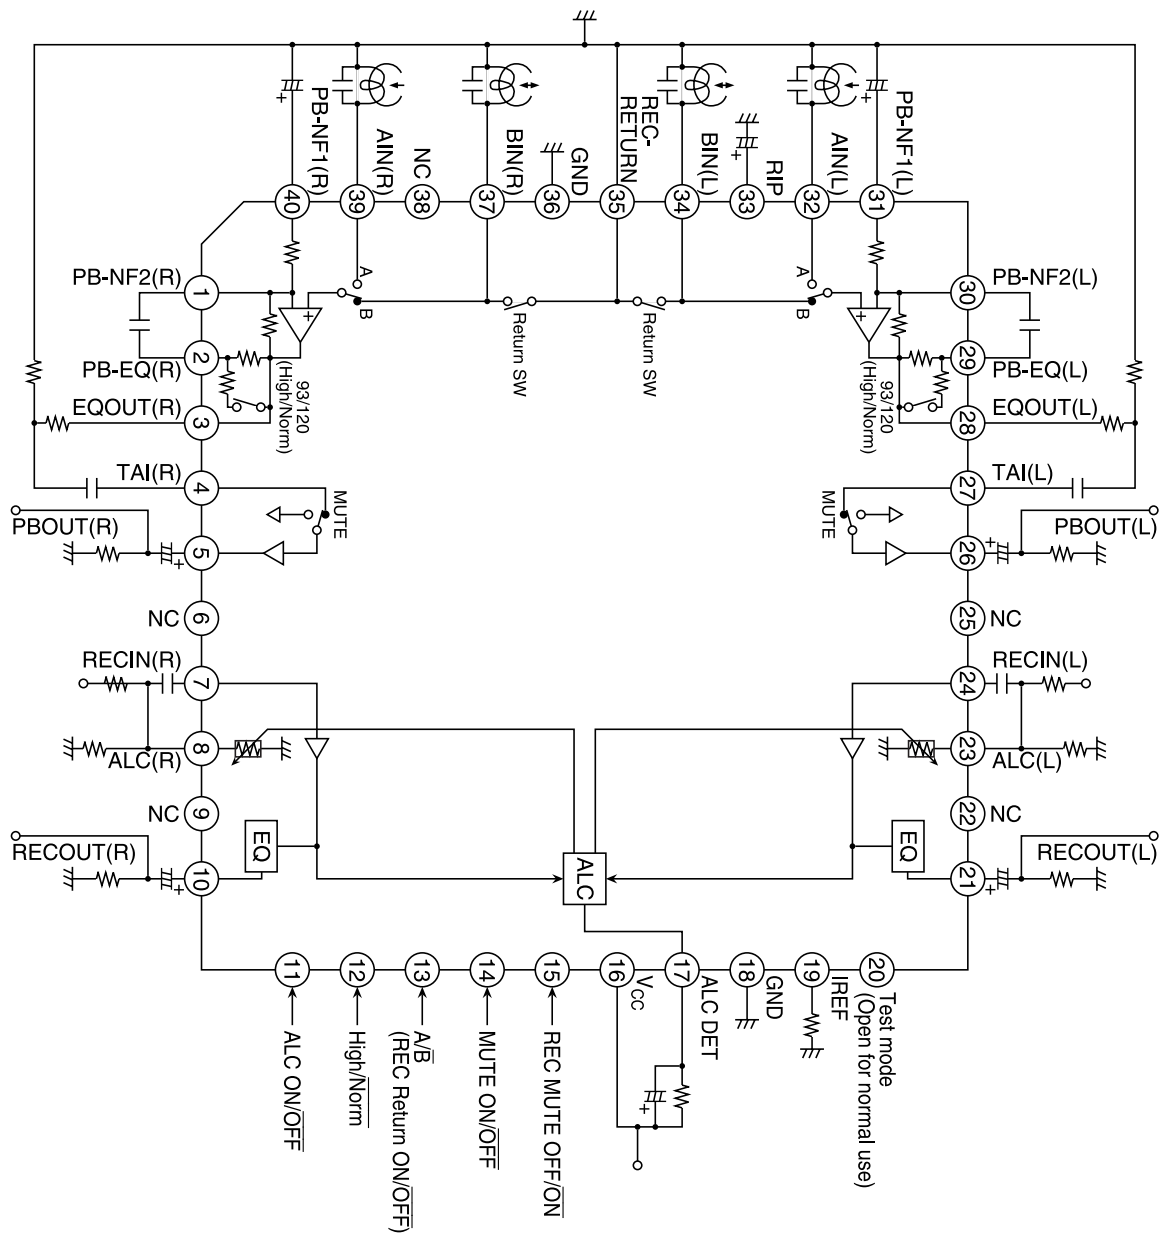 PB-NF1(R)
AIN(R)
NC
BIN(R)
GND
REC-
RETURN
BIN(L)
RIP
AIN(L)
PB-NF1(L)
40
39
38
37
36
35
34
33
32
31
PB-NF2(R)
1
A
B
+
Return SW
Return SW
A
B
+
30
PB-NF2(L)
2
PB-EQ(R)
93/120
(High/Norm)
93/120
(High/Norm)
29
PB-EQ(L)
EQOUT(R)
3
28
EQOUT(L)
TAI(R)
4
MUTE
MUTE
27
TAI(L)
PBOUT(R)
5
26
PBOUT(L)
NC
6
25
NC
RECIN(R)
7
24
RECIN(L)
8
ALC(R)
23
ALC(L)
NC
9
22
NC
RECOUT(R)
10
EQ
ALC
EQ
21
RECOUT(L)
11
12
13
14
15
16
17
18
19
20
ALC ON/OFF
High/Norm
A/B
(REC Return ON/OFF)
MUTE ON/OFF
REC MUTE OFF/ON
VCC
ALC DET
GND
IREF
Test mode
(Open for normal use)